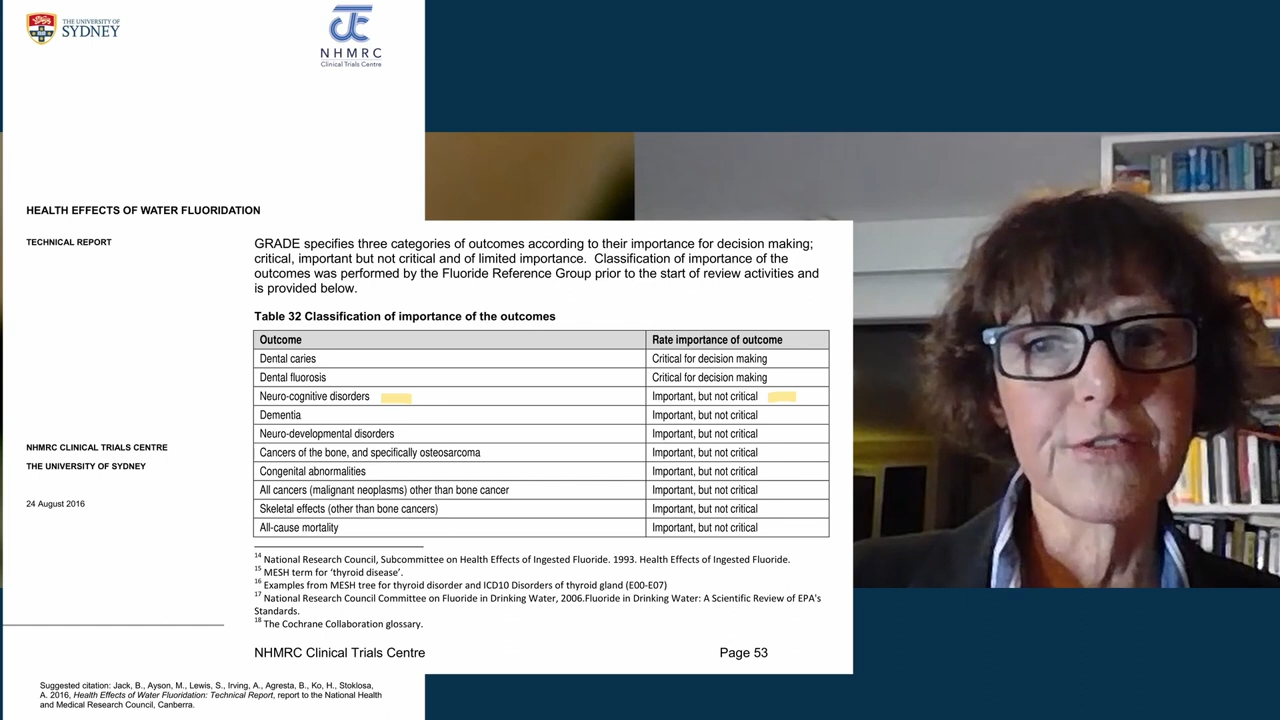 THE UNIVERSITY OF
SYDNEY
NHMRC
Clinical Trials Centre
HEALTH EFFECTS OF WATER FLUORIDATION
TECHNICAL REPORT
NHMRC CLINICAL TRIALS CENTRE
THE UNIVERSITY OF SYDNEY
24 August 2016
Suggested citation: Jack, B., Ayson, M., Lewis, S., Irving, A., Agresta, B., Ko, H., Stoklosa,
A. 2016, Health Effects of Water Fluoridation: Technical Report, report to the National Health
and Medical Research Council, Canberra.
GRADE specifies three categories of outcomes according to their importance for decision making;
critical, important but not critical and of limited importance.  Classification of importance of the
outcomes was performed by the Fluoride Reference Group prior to the start of review activities and
is provided below.
Table 32 Classification of importance of the outcomes
Outcome Rate importance of outcome
Dental caries Critical for decision making
Dental fluorosis Critical for decision making
Neuro-cognitive disorders Important, but not critical
Dementia Important, but not critical
Neuro-developmental disorders Important, but not critical
Cancers of the bone, and specifically osteosarcoma Important, but not critical
Congenital abnormalities Important, but not critical
All cancers (malignant neoplasms) other than bone cancer Important, but not critical
Skeletal effects (other than bone cancers) Important, but not critical
All-cause mortality Important, but not critical
14 National Research Council, Subcommittee on Health Effects of Ingested Fluoride. 1993. Health Effects of Ingested Fluoride.
15 MESH term for ‘thyroid disease’.
16 Examples from MESH tree for thyroid disorder and ICD10 Disorders of thyroid gland (E00-E07)
17 National Research Council Committee on Fluoride in Drinking Water, 2006.Fluoride in Drinking Water: A Scientific Review of EPA's
Standards.
18 The Cochrane Collaboration glossary.
NHMRC Clinical Trials Centre Page 53